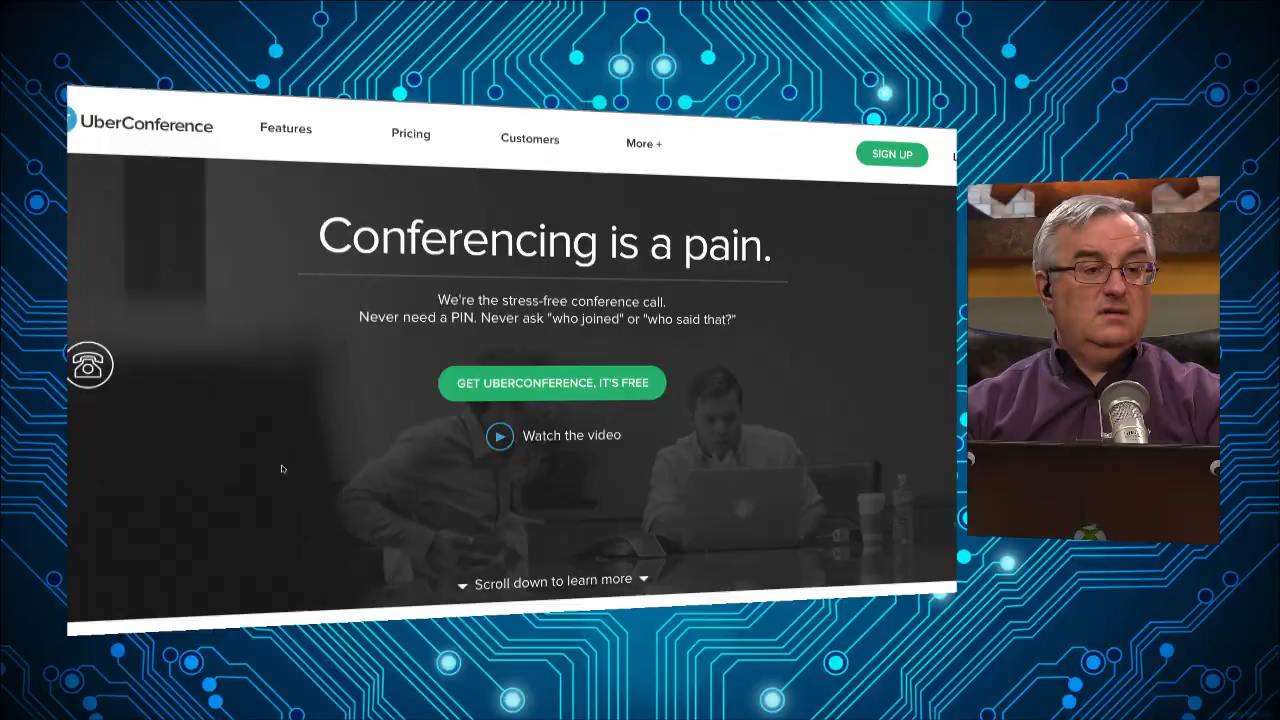 UberConference
Features
Pricing
Customers
More +
SIGN UP
Conferencing is a pain.
We're the stress-free conference call.
Never need a PIN. Never ask "who joined" or "who said that?"
GET UBERCONFERENCE, IT'S FREE
Watch the video
Scroll down to learn more